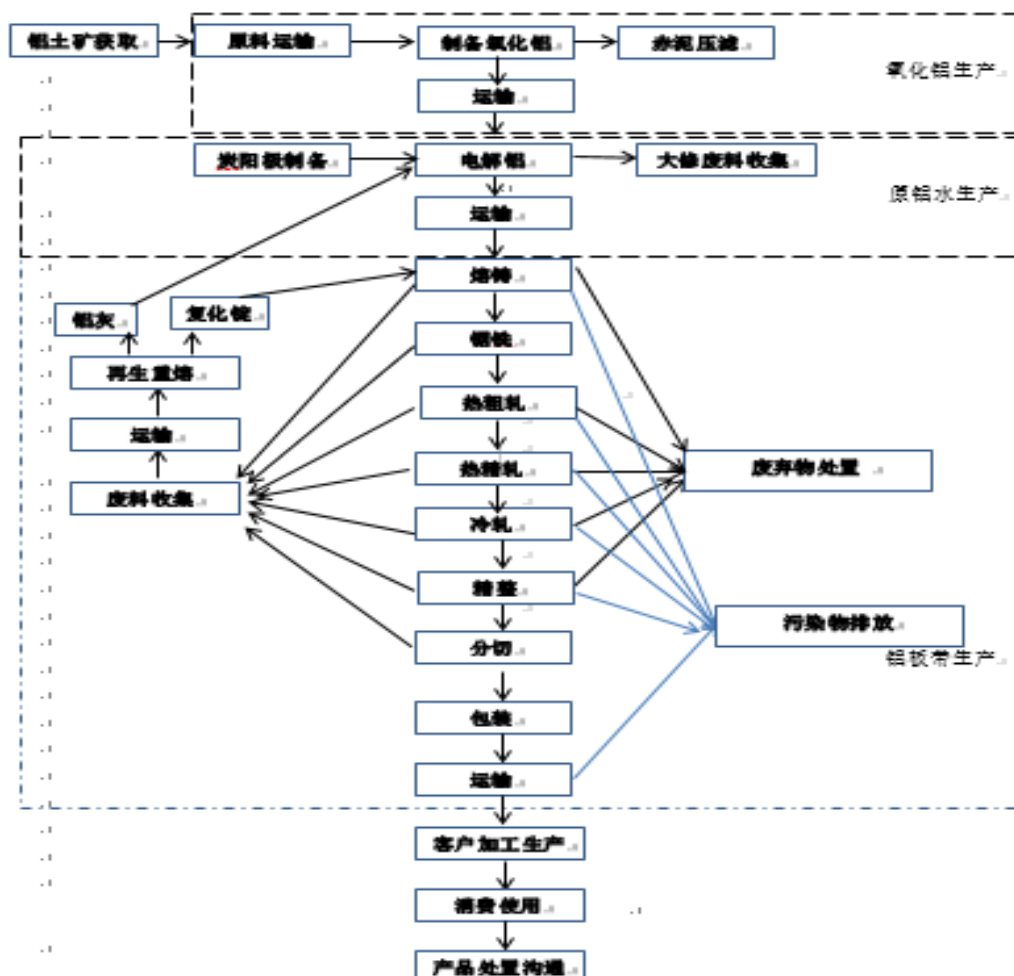 铝土矿获取
原料运输
制备氧化铝
赤泥压滤
氧化铝生产
运输
炭阳极制备
电解铝
大修废料收集
原铝水生产
运输
熔铸
铝灰
复化锭
锯铣
再生重熔
热粗轧
运输
热精轧
废弃物处置
废料收集
冷轧
精整
污染物排放
分切
铝板带生产
包装
运输
客户加工生产
消费使用
产品处置沟通